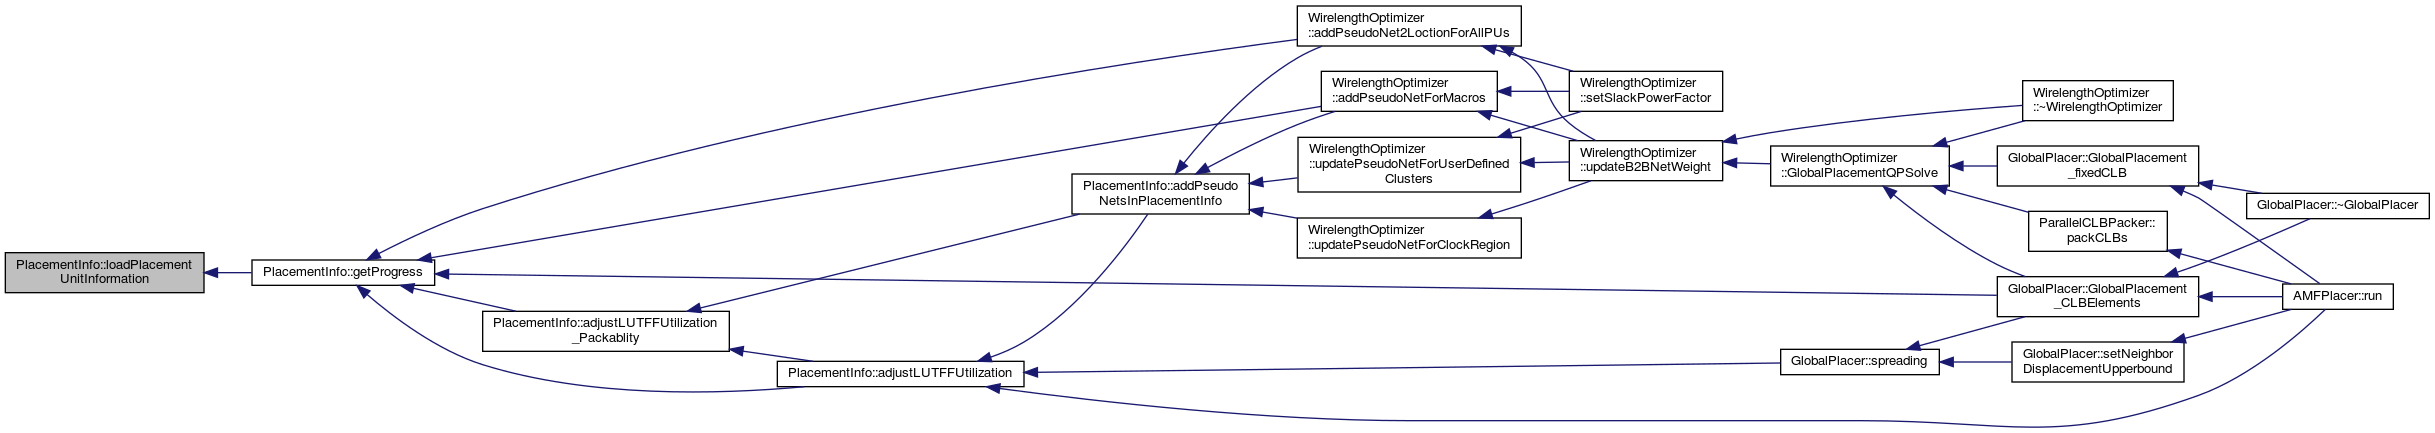 PlacementInfo::loadPlacement
UnitInformation
PlacementInfo::getProgress
WirelengthOptimizer
::addPseudoNet2LoctionForAllPUs
WirelengthOptimizer
::addPseudoNetForMacros
WirelengthOptimizer
::updatePseudoNetForUserDefined
Clusters
WirelengthOptimizer
::updatePseudoNetForClockRegion
PlacementInfo::addPseudo
NetsInPlacementInfo
PlacementInfo::adjustLUTFFUtilization
_Packablity
PlacementInfo::adjustLUTFFUtilization
WirelengthOptimizer
::setSlackPowerFactor
WirelengthOptimizer
::updateB2BNetWeight
WirelengthOptimizer
::GlobalPlacementQPSolve
WirelengthOptimizer
::~WirelengthOptimizer
GlobalPlacer::GlobalPlacement
_fixedCLB
ParallelCLBPacker::
packCLBs
GlobalPlacer::GlobalPlacement
_CLBElements
GlobalPlacer::spreading
GlobalPlacer::setNeighbor
DisplacementUpperbound
GlobalPlacer::~GlobalPlacer
AMFPlacer::run